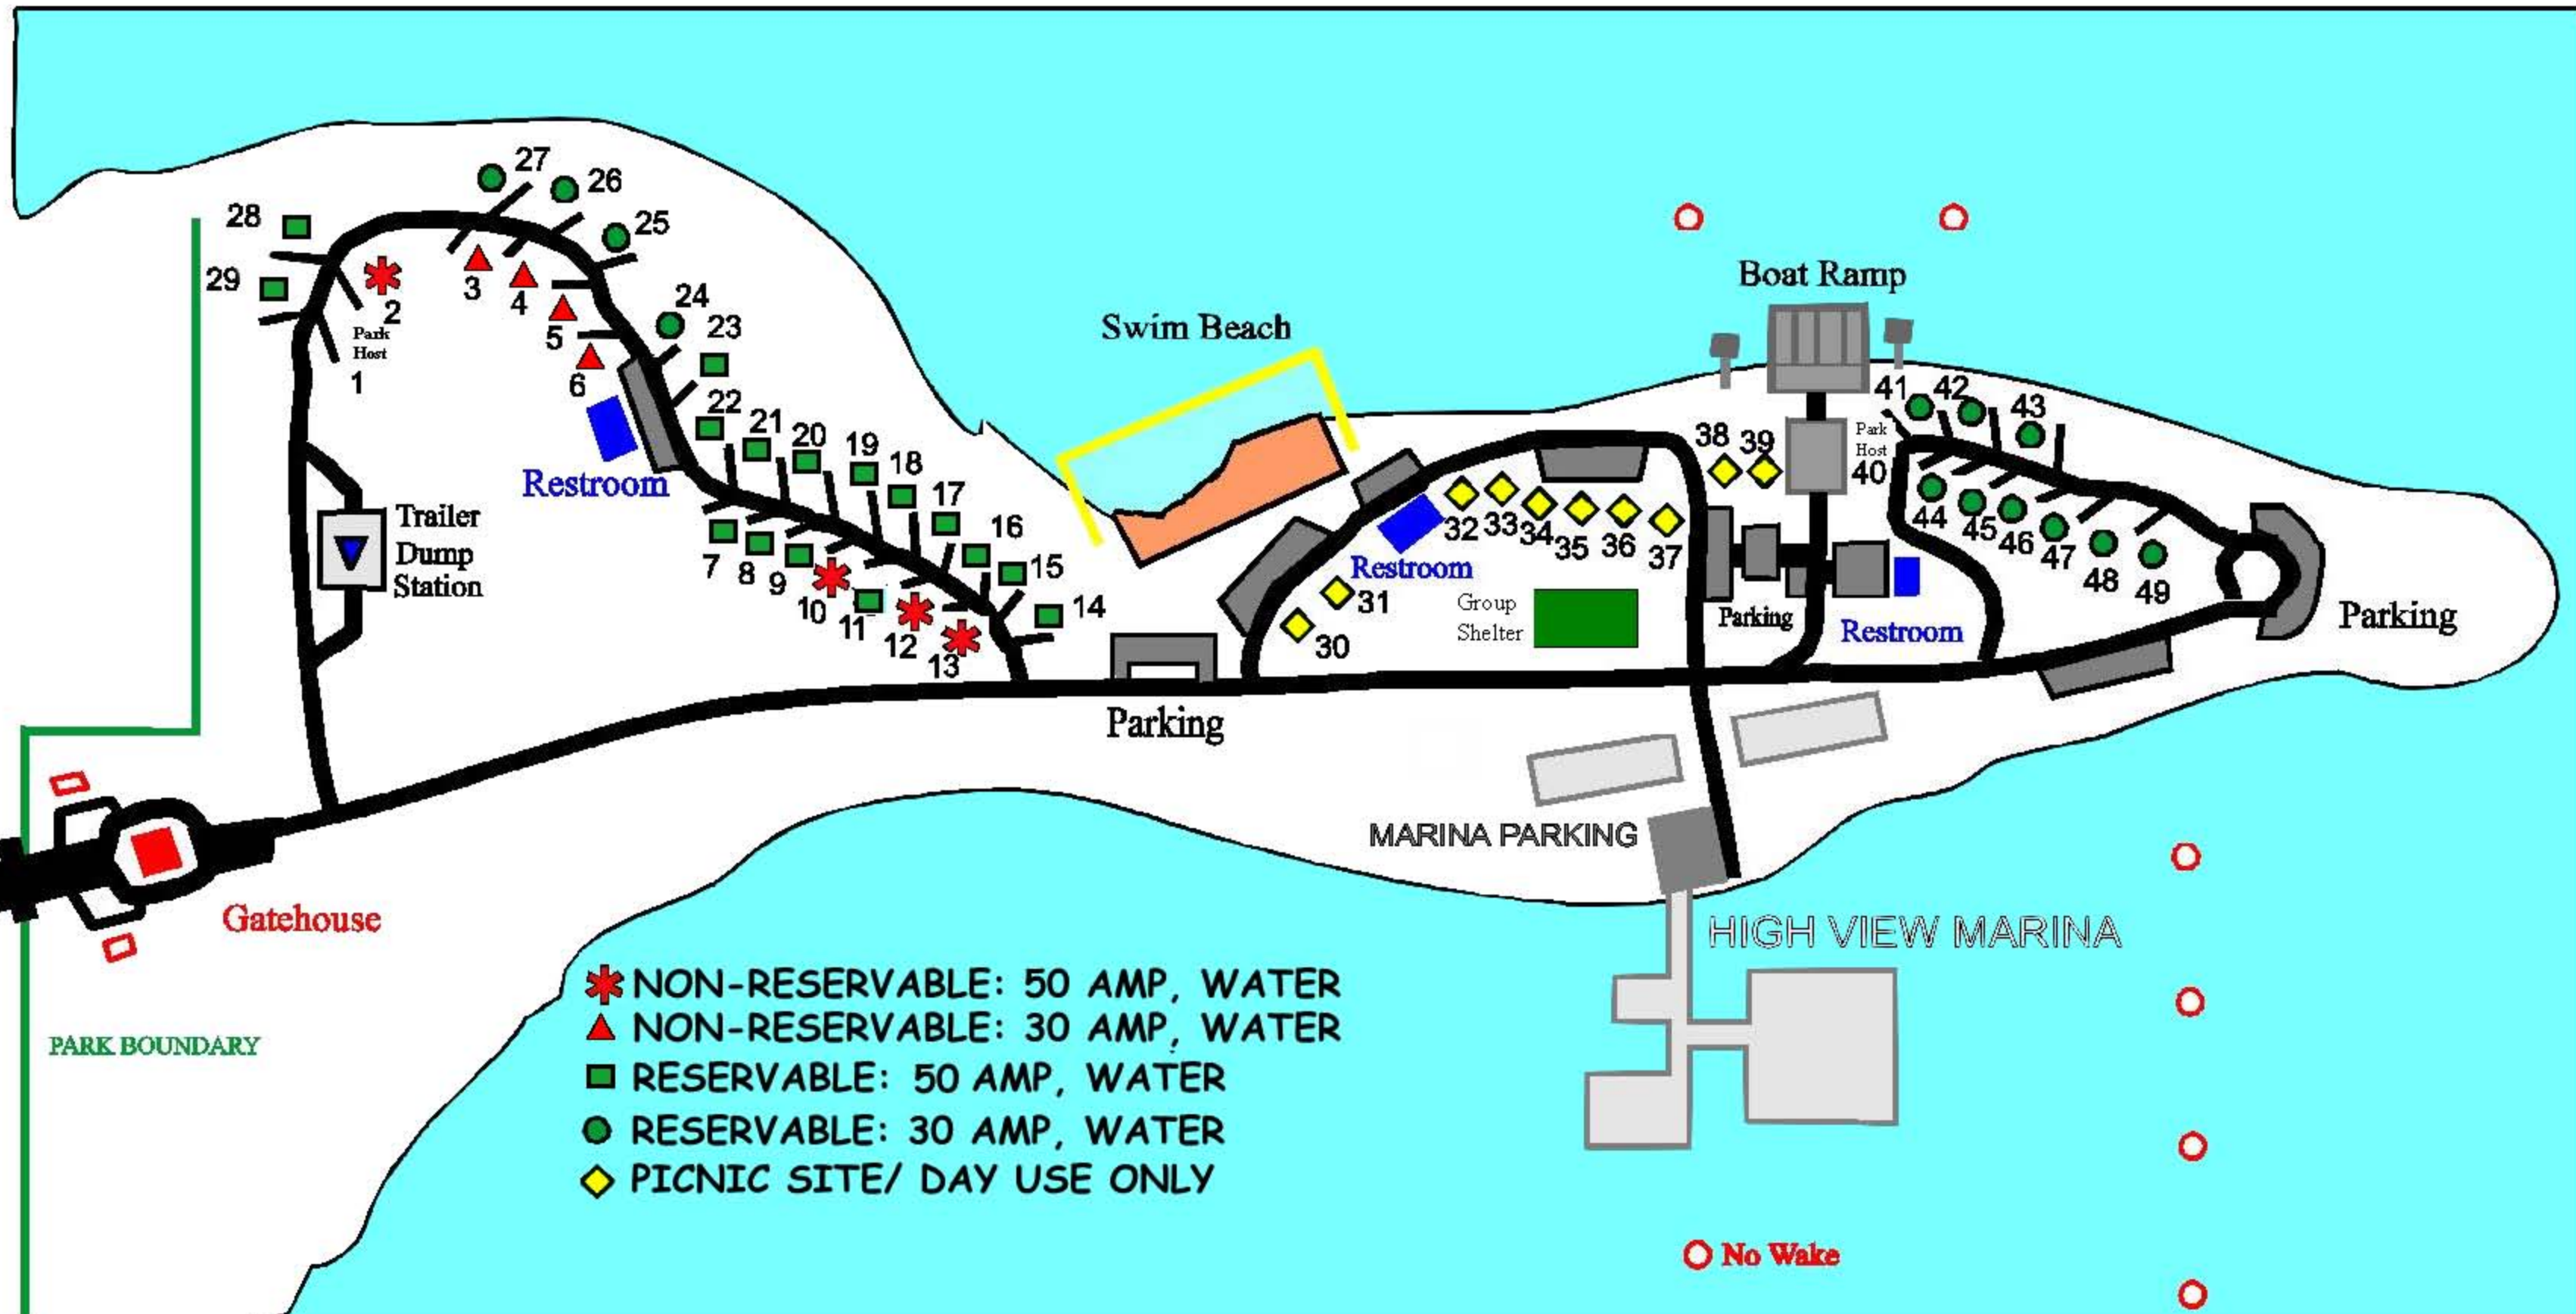 27
26
28
25
29
2
3
4
24
Park
Host
1
5
23
6
22
21
20
19
18
17
16
15
14
Restroom
Trailer
Dump
Station
7
8
9
10
11
12
13
Swim Beach
Boat Ramp
41
42
43
38
39
Park
Host
40
32
33
34
35
36
37
44
45
46
47
48
49
Restroom
31
30
Group
Shelter
Parking
Restroom
Parking
Parking
MARINA PARKING
Gatehouse
HIGH VIEW MARINA
PARK BOUNDARY
NON-RESERVABLE: 50 AMP, WATER
NON-RESERVABLE: 30 AMP, WATER
RESERVABLE: 50 AMP, WATER
RESERVABLE: 30 AMP, WATER
PICNIC SITE/ DAY USE ONLY
No Wake